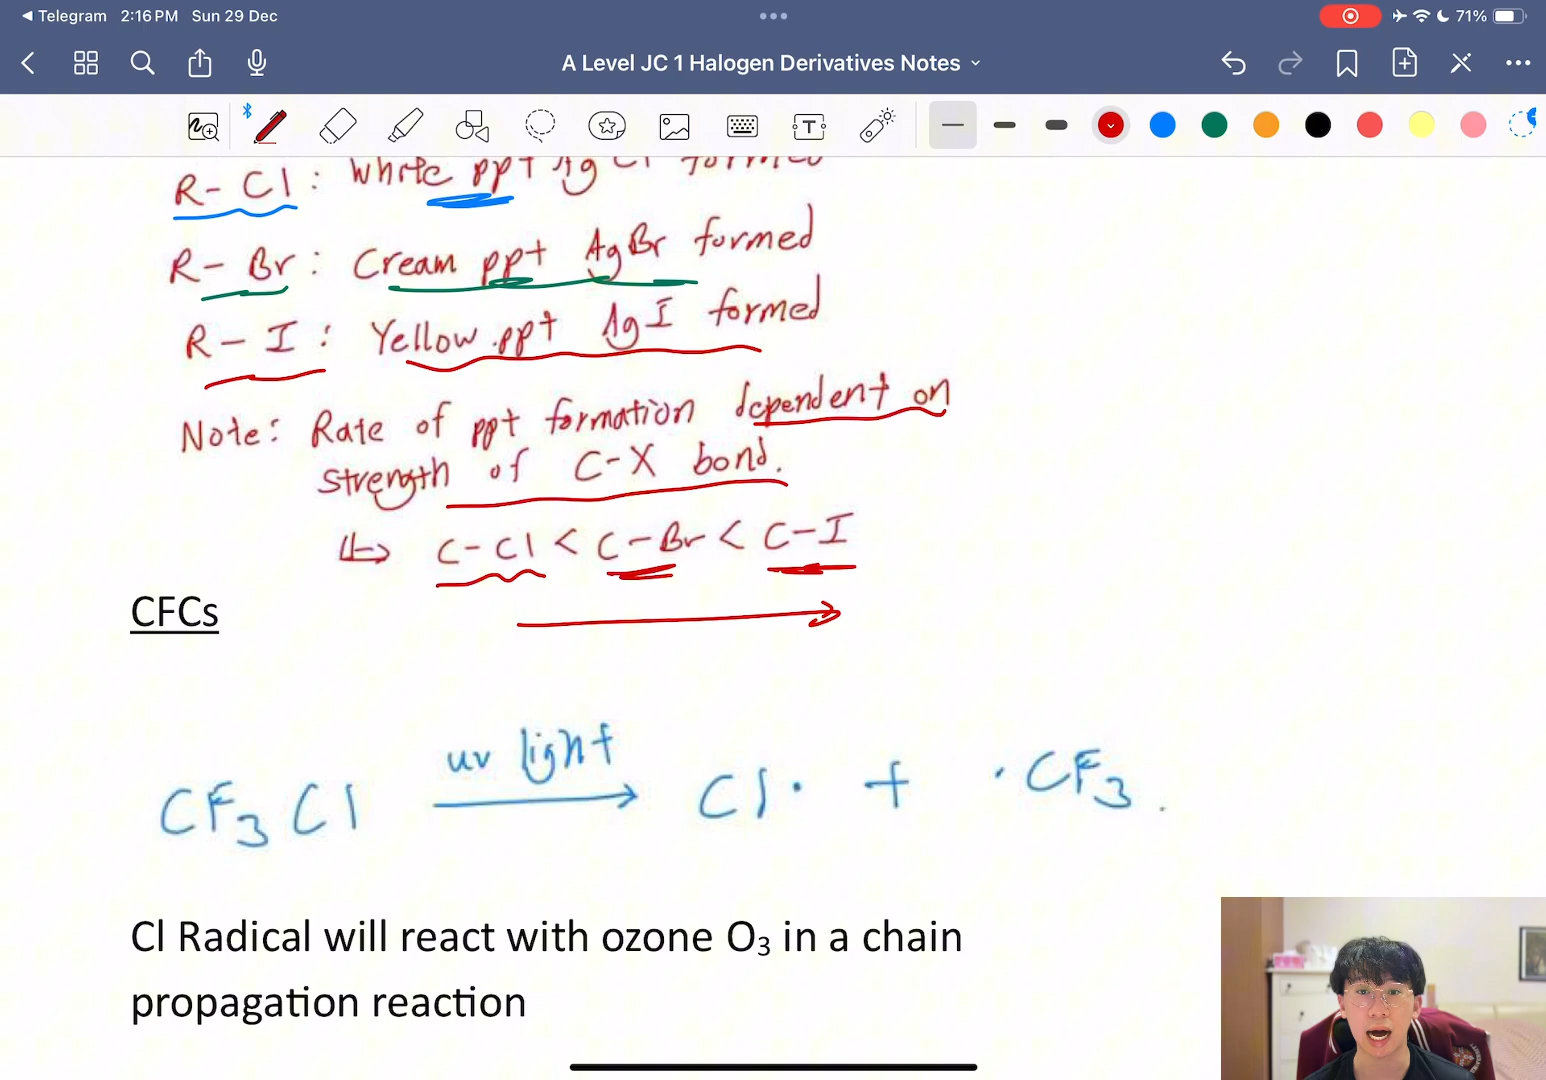 Telegram 2:16 PM Sun 29 Dec
71%
A Level JC 1 Halogen Derivatives Notes
R-Cl: White ppt AgCl formed
R-Br: Cream ppt AgBr formed
R-I: Yellow ppt AgI formed
Note: Rate of ppt formation dependent on
strength of C-X bond.
C-Cl < C-Br < C-I
CFCs
uv light
CF₃Cl → Cl· + ·CF₃.
Cl Radical will react with ozone O₃ in a chain
propagation reaction